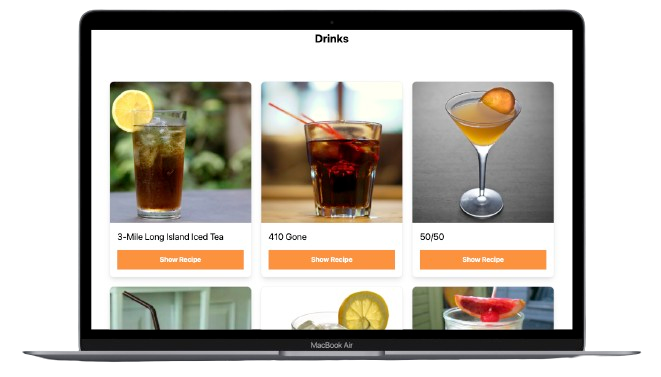 Drinks
3-Mile Long Island Iced Tea
410 Gone
50/50
Show Recipe
Show Recipe
Show Recipe
MacBook Air